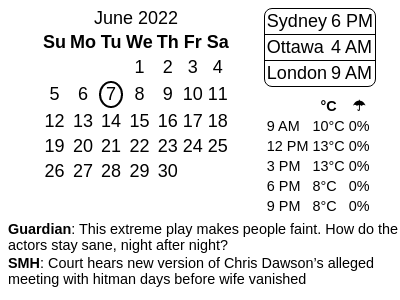 June 2022
Su Mo Tu We Th Fr Sa
1 2 3 4
5 6 7 8 9 10 11
12 13 14 15 16 17 18
19 20 21 22 23 24 25
26 27 28 29 30
Sydney 6 PM
Ottawa 4 AM
London 9 AM
°C ☂
9 AM 10°C 0%
12 PM 13°C 0%
3 PM 13°C 0%
6 PM 8°C 0%
9 PM 8°C 0%
Guardian: This extreme play makes people faint. How do the
actors stay sane, night after night?
SMH: Court hears new version of Chris Dawson’s alleged
meeting with hitman days before wife vanished